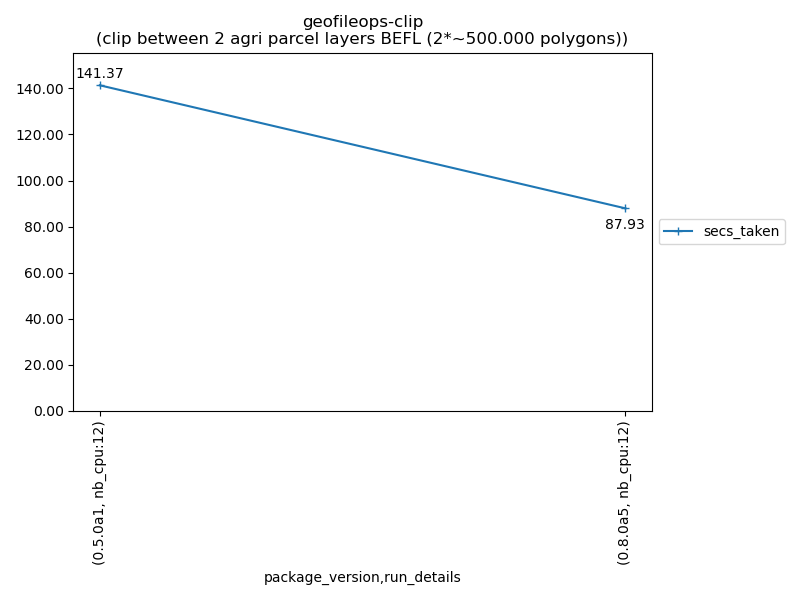 geofileops-clip
(clip between 2 agri parcel layers BEFL (2*~500.000 polygons))
141.37
140.00
120.00
100.00
80.00
60.00
40.00
20.00
0.00
87.93
secs_taken
(0.5.0a1, nb_cpu:12)
(0.8.0a5, nb_cpu:12)
package_version,run_details